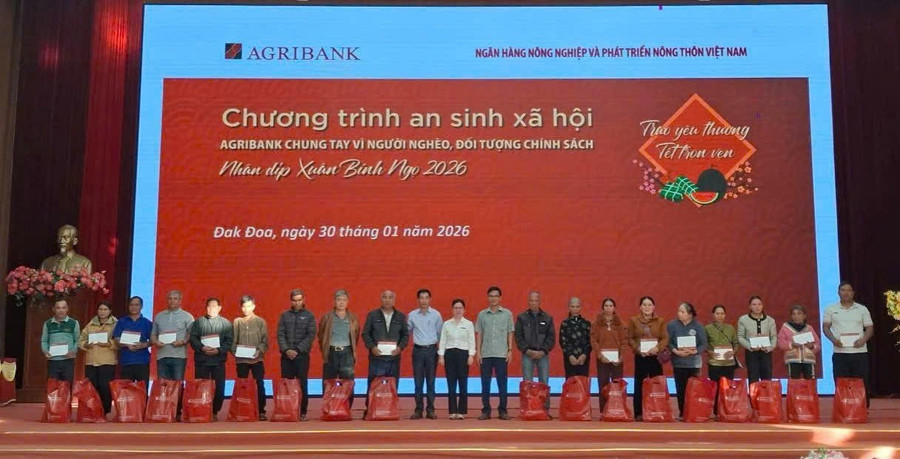 AGRIBANK
NGÂN HÀNG NÔNG NGHIỆP VÀ PHÁT TRIỂN NÔNG THÔN VIỆT NAM
Chương trình an sinh xã hội
AGRIBANK CHUNG TAY VÌ NGƯỜI NGHÈO, ĐỐI TƯỢNG CHÍNH SÁCH
Nhân dịp Xuân Bính Ngọ 2026
Trao yêu thương
Tết trọn vẹn
Đak Đoa, ngày 30 tháng 01 năm 2026